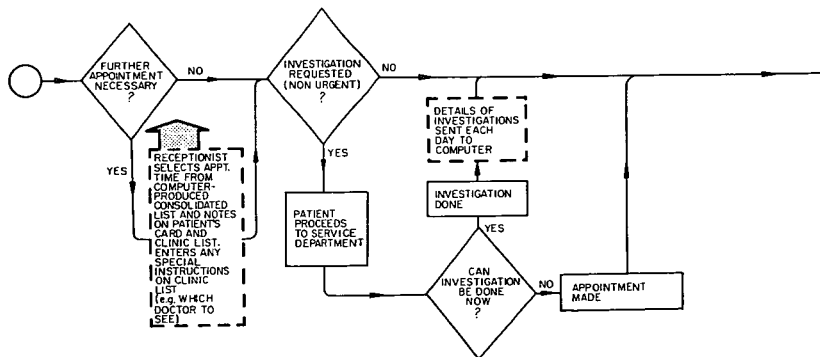 FURTHER
APPOINTMENT
NECESSARY
?
NO
YES
RECEPTIONIST
SELECTS APPT.
TIME FROM
COMPUTER-
PRODUCED
CONSOLIDATED
LIST AND NOTES
ON PATIENT'S
CARD AND
CLINIC LIST.
ENTERS ANY
SPECIAL
INSTRUCTIONS
ON CLINIC
LIST
(e.g. WHICH
DOCTOR TO
SEE)
INVESTIGATION
REQUESTED
(NON URGENT)
?
NO
YES
PATIENT
PROCEEDS
TO SERVICE
DEPARTMENT
DETAILS OF
INVESTIGATIONS
SENT EACH
DAY TO
COMPUTER
INVESTIGATION
DONE
YES
CAN
INVESTIGATION
BE DONE
NOW
?
NO
APPOINTMENT
MADE